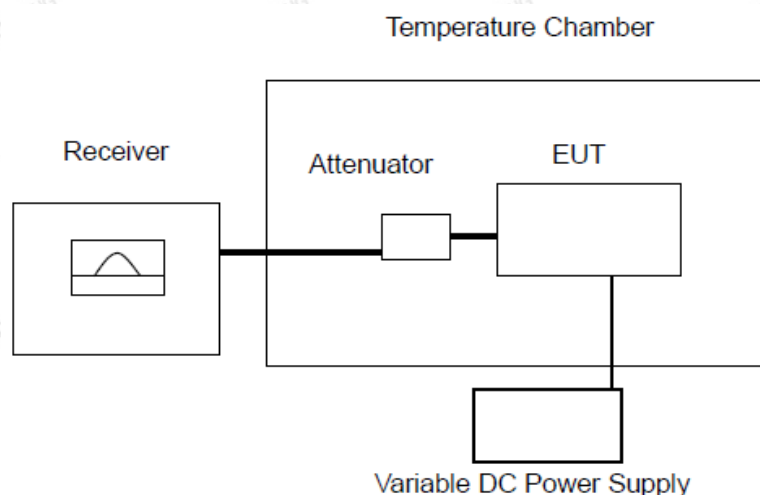 Temperature Chamber
Receiver
Attenuator
EUT
Variable DC Power Supply